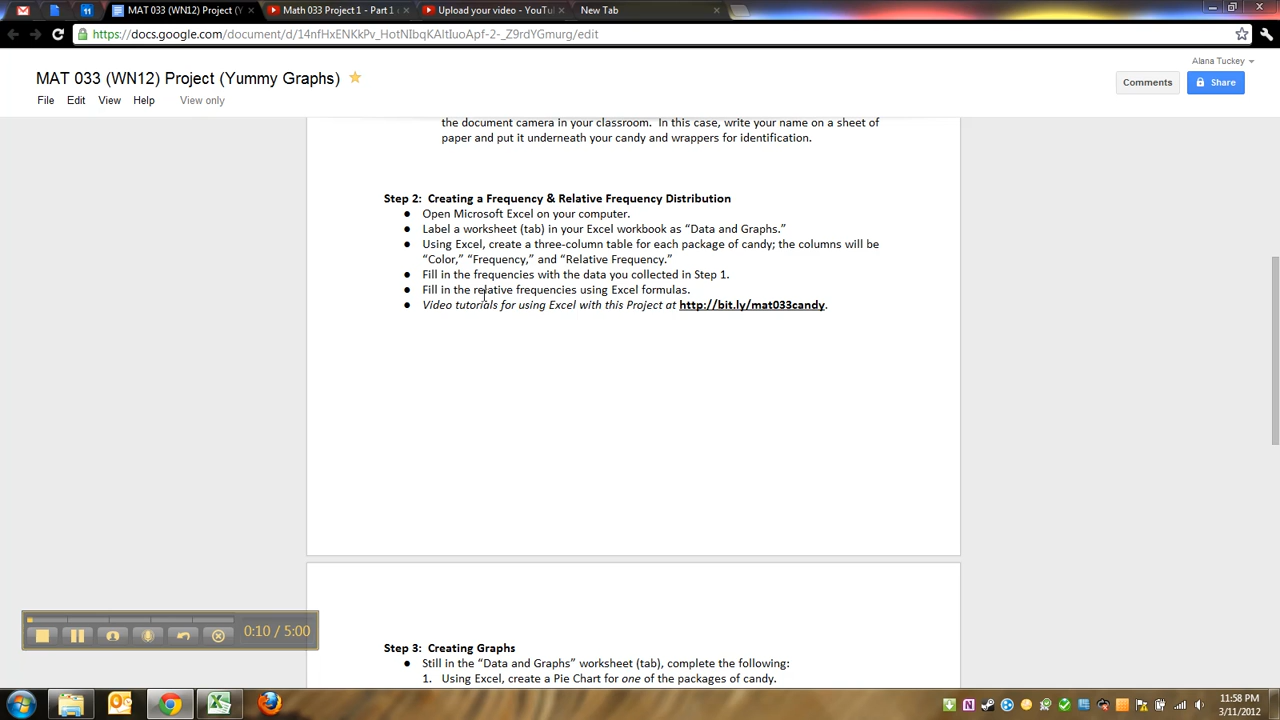 MAT 033 (WN12) Project (Y
Math 033 Project 1 - Part 1
Upload your video - YouTu
New Tab
https://docs.google.com/document/d/14nfHxENKkPv_HotNIbqKAltIuoApf-2-_Z9rdYGmurg/edit
Alana Tuckey
MAT 033 (WN12) Project (Yummy Graphs)
Comments
Share
File Edit View Help View only
the document camera in your classroom. In this case, write your name on a sheet of
paper and put it underneath your candy and wrappers for identification.
Step 2: Creating a Frequency & Relative Frequency Distribution
● Open Microsoft Excel on your computer.
● Label a worksheet (tab) in your Excel workbook as “Data and Graphs.”
● Using Excel, create a three-column table for each package of candy; the columns will be
“Color,” “Frequency,” and “Relative Frequency.”
● Fill in the frequencies with the data you collected in Step 1.
● Fill in the relative frequencies using Excel formulas.
● Video tutorials for using Excel with this Project at http://bit.ly/mat033candy.
0:10 / 5:00
Step 3: Creating Graphs
● Still in the “Data and Graphs” worksheet (tab), complete the following:
1. Using Excel, create a Pie Chart for one of the packages of candy.
11:58 PM
3/11/2012